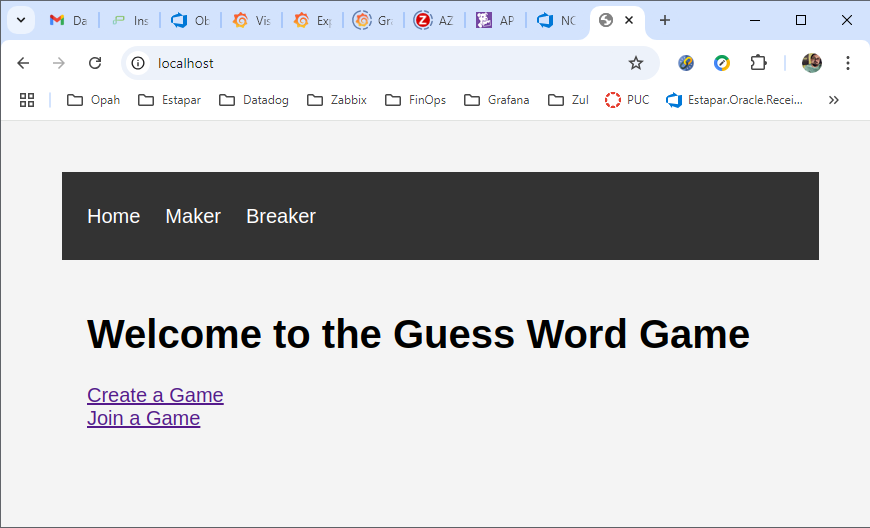 Da Ins Ob Vis Exp Gra AZ AP NC
localhost
Opah Estapar Datadog Zabbix FinOps Grafana Zul PUC Estapar.Oracle.Recei...
Home Maker Breaker
Welcome to the Guess Word Game
Create a Game
Join a Game